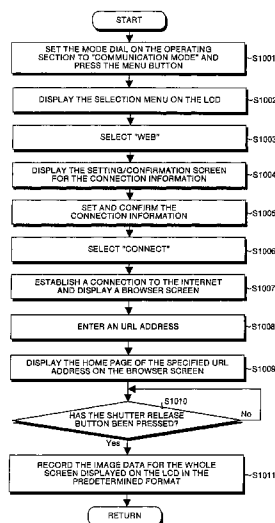 START
SET THE MODE DIAL ON THE OPERATING
SECTION TO "COMMUNICATION MODE" AND
PRESS THE MENU BUTTON
S1001
DISPLAY THE SELECTION MENU ON THE LCD
S1002
SELECT "WEB"
S1003
DISPLAY THE SETTING/CONFIRMATION SCREEN
FOR THE CONNECTION INFORMATION
S1004
SET AND CONFIRM THE
CONNECTION INFORMATION
S1005
SELECT "CONNECT"
S1006
ESTABLISH A CONNECTION TO THE INTERNET
AND DISPLAY A BROWSER SCREEN
S1007
ENTER AN URL ADDRESS
S1008
DISPLAY THE HOME PAGE OF THE SPECIFIED URL
ADDRESS ON THE BROWSER SCREEN
S1009
S1010
HAS THE SHUTTER RELEASE
BUTTON BEEN PRESSED?
No
Yes
RECORD THE IMAGE DATA FOR THE WHOLE
SCREEN DISPLAYED ON THE LCD IN THE
PREDETERMINED FORMAT
S1011
RETURN